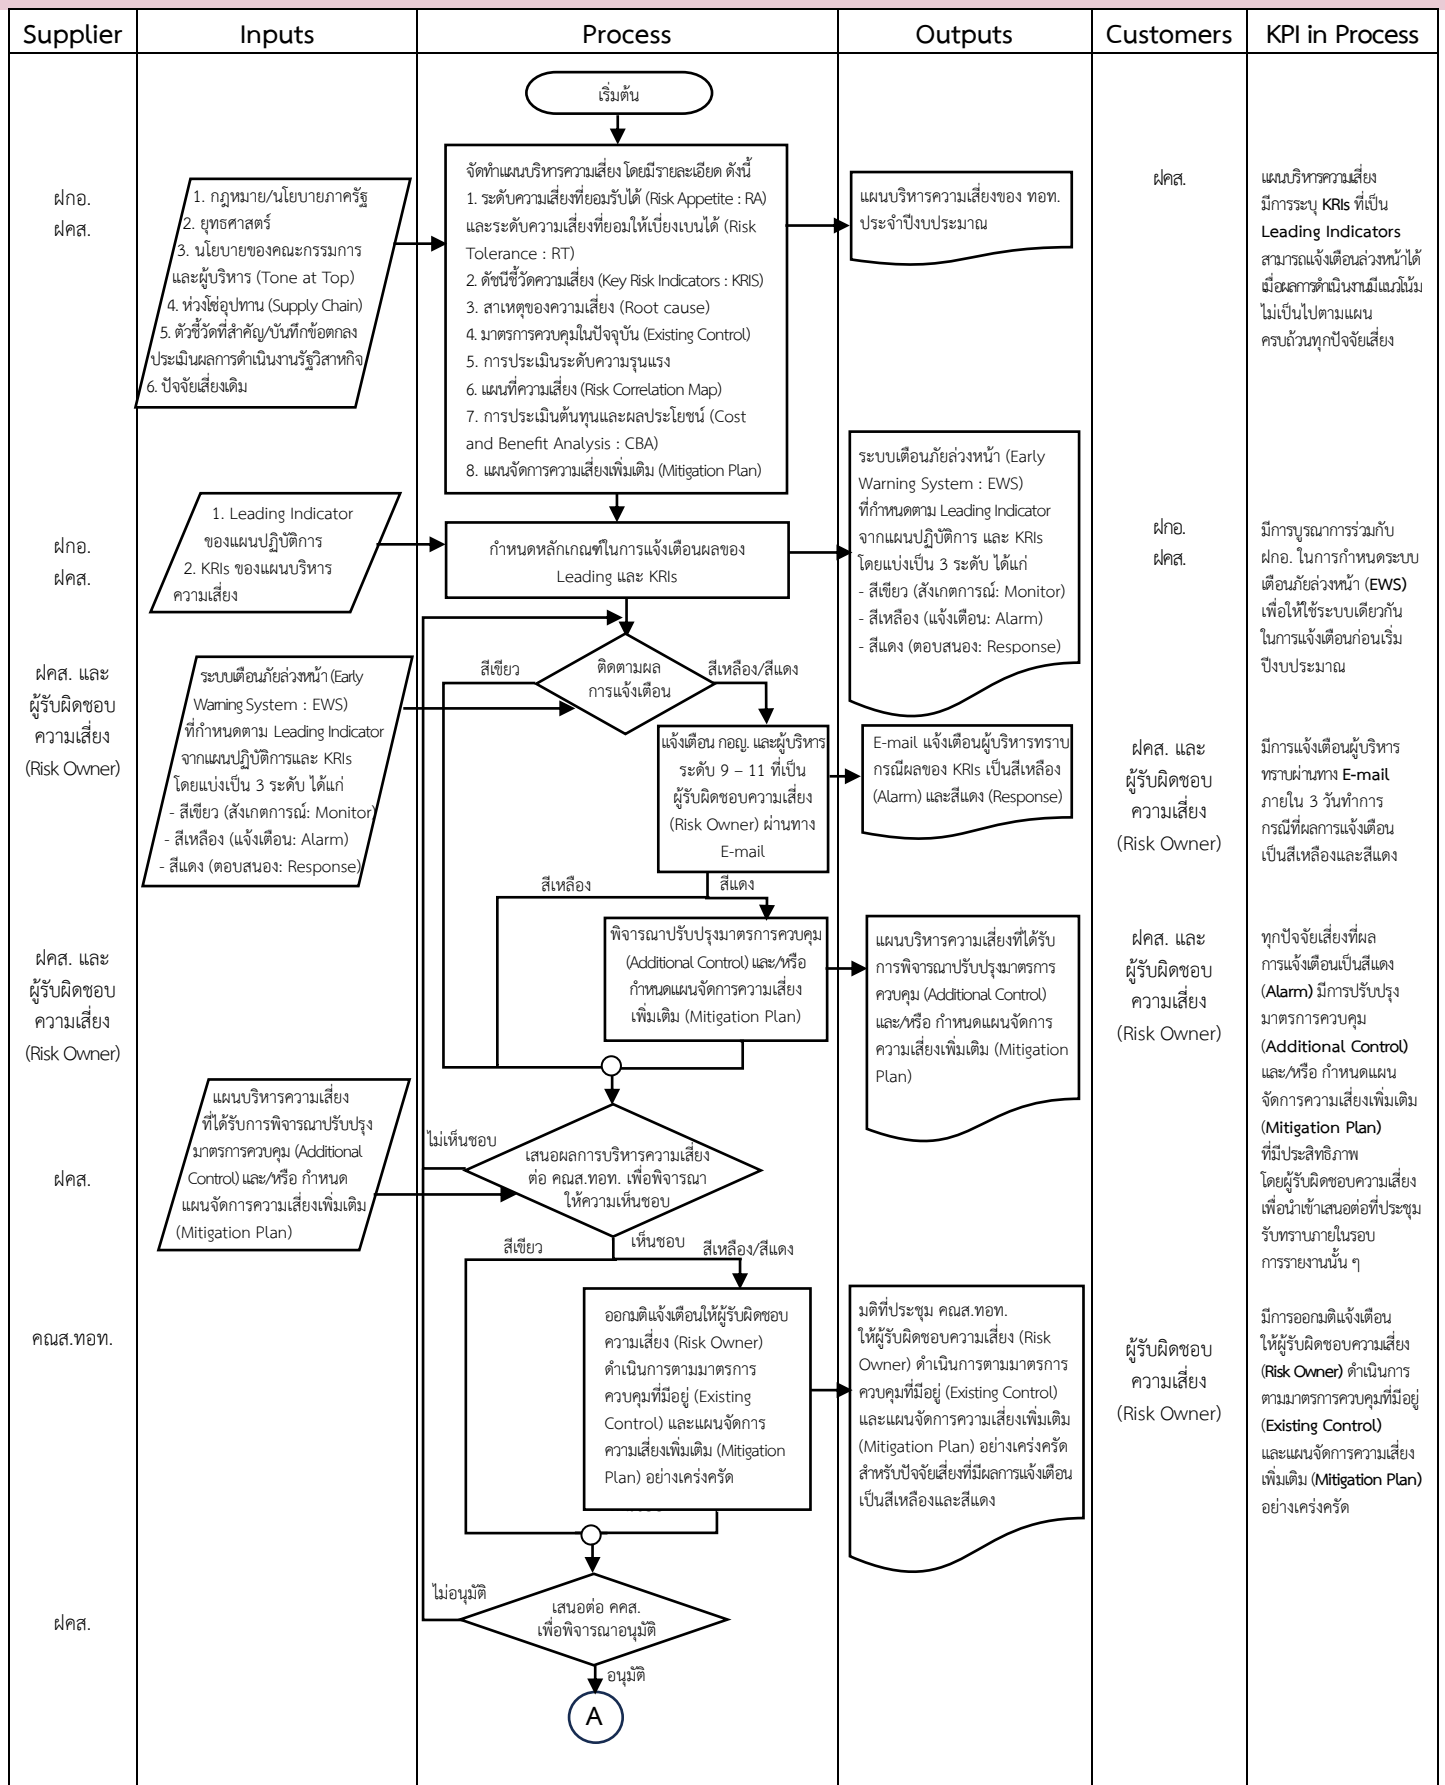 Supplier
Inputs
Process
Outputs
Customers
KPI in Process
เริ่มต้น
ฝกอ.
ฝคส.
1. กฎหมาย/นโยบายภาครัฐ
2. ยุทธศาสตร์
3. นโยบายของคณะกรรมการ
และผู้บริหาร (Tone at Top)
4. ห่วงโซ่อุปทาน (Supply Chain)
5. ตัวชี้วัดที่สำคัญ/บันทึกข้อตกลง
ประเมินผลการดำเนินงานรัฐวิสาหกิจ
6. ปัจจัยเสี่ยงเดิม
จัดทำแผนบริหารความเสี่ยง โดยมีรายละเอียด ดังนี้
1. ระดับความเสี่ยงที่ยอมรับได้ (Risk Appetite : RA)
และระดับความเสี่ยงที่ยอมให้เบี่ยงเบนได้ (Risk
Tolerance : RT)
2. ดัชนีชี้วัดความเสี่ยง (Key Risk Indicators : KRIS)
3. สาเหตุของความเสี่ยง (Root cause)
4. มาตรการควบคุมในปัจจุบัน (Existing Control)
5. การประเมินระดับความรุนแรง
6. แผนที่ความเสี่ยง (Risk Correlation Map)
7. การประเมินต้นทุนและผลประโยชน์ (Cost
and Benefit Analysis : CBA)
8. แผนจัดการความเสี่ยงเพิ่มเติม (Mitigation Plan)
แผนบริหารความเสี่ยงของ ทอท.
ประจำปีงบประมาณ
ฝคส.
แผนบริหารความเสี่ยง
มีการระบุ KRIs ที่เป็น
Leading Indicators
สามารถแจ้งเตือนล่วงหน้าได้
เมื่อผลการดำเนินงานมีแนวโน้ม
ไม่เป็นไปตามแผน
ครบถ้วนทุกปัจจัยเสี่ยง
ฝกอ.
ฝคส.
1. Leading Indicator
ของแผนปฏิบัติการ
2. KRIs ของแผนบริหาร
ความเสี่ยง
กำหนดหลักเกณฑ์ในการแจ้งเตือนผลของ
Leading และ KRIs
ระบบเตือนภัยล่วงหน้า (Early
Warning System : EWS)
ที่กำหนดตาม Leading Indicator
จากแผนปฏิบัติการ และ KRIs
โดยแบ่งเป็น 3 ระดับ ได้แก่
- สีเขียว (สังเกตการณ์: Monitor)
- สีเหลือง (แจ้งเตือน: Alarm)
- สีแดง (ตอบสนอง: Response)
ฝกอ.
ฝคส.
มีการบูรณาการร่วมกับ
ฝกอ. ในการกำหนดระบบ
เตือนภัยล่วงหน้า (EWS)
เพื่อให้ใช้ระบบเดียวกัน
ในการแจ้งเตือนก่อนเริ่ม
ปีงบประมาณ
ฝคส. และ
ผู้รับผิดชอบ
ความเสี่ยง
(Risk Owner)
ระบบเตือนภัยล่วงหน้า (Early
Warning System : EWS)
ที่กำหนดตาม Leading Indicator
จากแผนปฏิบัติการและ KRIs
โดยแบ่งเป็น 3 ระดับ ได้แก่
- สีเขียว (สังเกตการณ์: Monitor)
- สีเหลือง (แจ้งเตือน: Alarm)
- สีแดง (ตอบสนอง: Response)
สีเขียว
ติดตามผล
การแจ้งเตือน
สีเหลือง/สีแดง
แจ้งเตือน กอญ. และผู้บริหาร
ระดับ 9 – 11 ที่เป็น
ผู้รับผิดชอบความเสี่ยง
(Risk Owner) ผ่านทาง
E-mail
E-mail แจ้งเตือนผู้บริหารทราบ
กรณีผลของ KRIs เป็นสีเหลือง
(Alarm) และสีแดง (Response)
ฝคส. และ
ผู้รับผิดชอบ
ความเสี่ยง
(Risk Owner)
มีการแจ้งเตือนผู้บริหาร
ทราบผ่านทาง E-mail
ภายใน 3 วันทำการ
กรณีที่ผลการแจ้งเตือน
เป็นสีเหลืองและสีแดง
สีเหลือง
สีแดง
ฝคส. และ
ผู้รับผิดชอบ
ความเสี่ยง
(Risk Owner)
พิจารณาปรับปรุงมาตรการควบคุม
(Additional Control) และ/หรือ
กำหนดแผนจัดการความเสี่ยง
เพิ่มเติม (Mitigation Plan)
แผนบริหารความเสี่ยงที่ได้รับ
การพิจารณาปรับปรุงมาตรการ
ควบคุม (Additional Control)
และ/หรือ กำหนดแผนจัดการ
ความเสี่ยงเพิ่มเติม (Mitigation
Plan)
ฝคส. และ
ผู้รับผิดชอบ
ความเสี่ยง
(Risk Owner)
ทุกปัจจัยเสี่ยงที่ผล
การแจ้งเตือนเป็นสีแดง
(Alarm) มีการปรับปรุง
มาตรการควบคุม
(Additional Control)
และ/หรือ กำหนดแผน
จัดการความเสี่ยงเพิ่มเติม
(Mitigation Plan)
ที่มีประสิทธิภาพ
โดยผู้รับผิดชอบความเสี่ยง
เพื่อนำเข้าเสนอต่อที่ประชุม
รับทราบภายในรอบ
การรายงานนั้น ๆ
ฝคส.
แผนบริหารความเสี่ยง
ที่ได้รับการพิจารณาปรับปรุง
มาตรการควบคุม (Additional
Control) และ/หรือ กำหนด
แผนจัดการความเสี่ยงเพิ่มเติม
(Mitigation Plan)
ไม่เห็นชอบ
เสนอผลการบริหารความเสี่ยง
ต่อ คณส.ทอท. เพื่อพิจารณา
ให้ความเห็นชอบ
สีเขียว
เห็นชอบ
สีเหลือง/สีแดง
คณส.ทอท.
ออกมติแจ้งเตือนให้ผู้รับผิดชอบ
ความเสี่ยง (Risk Owner)
ดำเนินการตามมาตรการ
ควบคุมที่มีอยู่ (Existing
Control) และแผนจัดการ
ความเสี่ยงเพิ่มเติม (Mitigation
Plan) อย่างเคร่งครัด
มติที่ประชุม คณส.ทอท.
ให้ผู้รับผิดชอบความเสี่ยง (Risk
Owner) ดำเนินการตามมาตรการ
ควบคุมที่มีอยู่ (Existing Control)
และแผนจัดการความเสี่ยงเพิ่มเติม
(Mitigation Plan) อย่างเคร่งครัด
สำหรับปัจจัยเสี่ยงที่มีผลการแจ้งเตือน
เป็นสีเหลืองและสีแดง
ผู้รับผิดชอบ
ความเสี่ยง
(Risk Owner)
มีการออกมติแจ้งเตือน
ให้ผู้รับผิดชอบความเสี่ยง
(Risk Owner) ดำเนินการ
ตามมาตรการควบคุมที่มีอยู่
(Existing Control)
และแผนจัดการความเสี่ยง
เพิ่มเติม (Mitigation Plan)
อย่างเคร่งครัด
ฝคส.
ไม่อนุมัติ
เสนอต่อ คคส.
เพื่อพิจารณาอนุมัติ
อนุมัติ
A